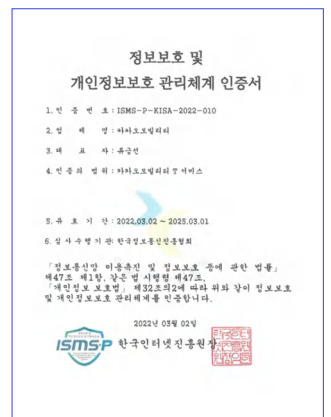 정보보호 및
개인정보보호 관리체계 인증서
1. 인 증 번 호 : ISMS-P-KISA-2022-010
2. 업 체 명 : 카카오모빌리티
3. 대 표 자 : 류긍선
4. 인증의 범위 : 카카오모빌리티 T 서비스
5. 유 효 기 간 : 2022.03.02 ~ 2025.03.01
6. 심사수행기관: 한국정보통신진흥협회
「정보통신망 이용촉진 및 정보보호 등에 관한 법률」
제47조 제1항, 같은 법 시행령 제47조,
「개인정보 보호법」 제32조의2에 따라 위와 같이 정보보호
및 개인정보보호 관리체계를 인증합니다.
2022년 03월 02일
ISMS-P 한국인터넷진흥원장